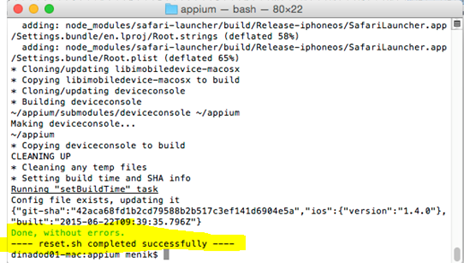 appium — bash — 80×22
  adding: node_modules/safari-launcher/build/Release-iphoneos/SafariLauncher.app
/Settings.bundle/en.lproj/Root.strings (deflated 58%)
  adding: node_modules/safari-launcher/build/Release-iphoneos/SafariLauncher.app
/Settings.bundle/Root.plist (deflated 65%)
* Cloning/updating libimobiledevice-macosx
* Copying libimobiledevice-macosx to build
* Cloning/updating deviceconsole
* Building deviceconsole
~/appium/submodules/deviceconsole ~/appium
Making deviceconsole...
~/appium
* Copying deviceconsole to build
CLEANING UP
* Cleaning any temp files
* Setting build time and SHA info
Running "setBuildTime" task
Config file exists, updating it
{"git-sha":"42aca68fd1b2cd79588b2b517c3ef141d6904e5a","ios":{"version":"1.4.0"},
"built":"2015-06-22T09:39:35.796Z"}
Done, without errors.
---- reset.sh completed successfully ----
dinadod01-mac:appium menik$